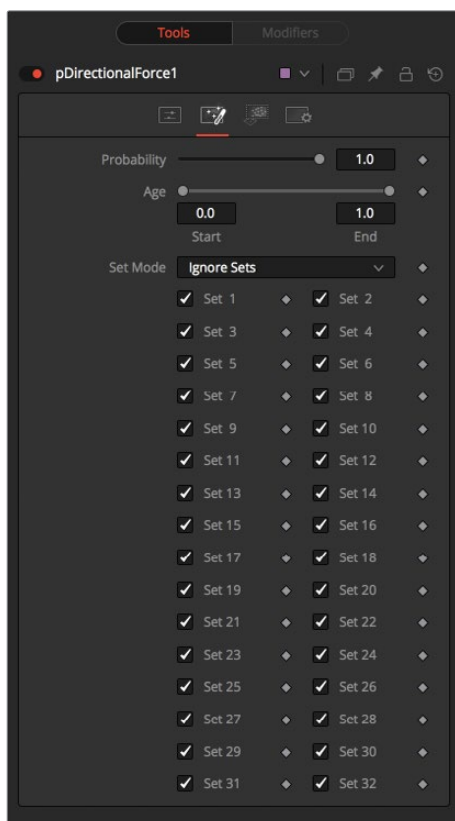 Tools Modifiers
pDirectionalForce1
Probability 1.0
Age
0.0 1.0
Start End
Set Mode Ignore Sets
Set 1 Set 2
Set 3 Set 4
Set 5 Set 6
Set 7 Set 8
Set 9 Set 10
Set 11 Set 12
Set 13 Set 14
Set 15 Set 16
Set 17 Set 18
Set 19 Set 20
Set 21 Set 22
Set 23 Set 24
Set 25 Set 26
Set 27 Set 28
Set 29 Set 30
Set 31 Set 32